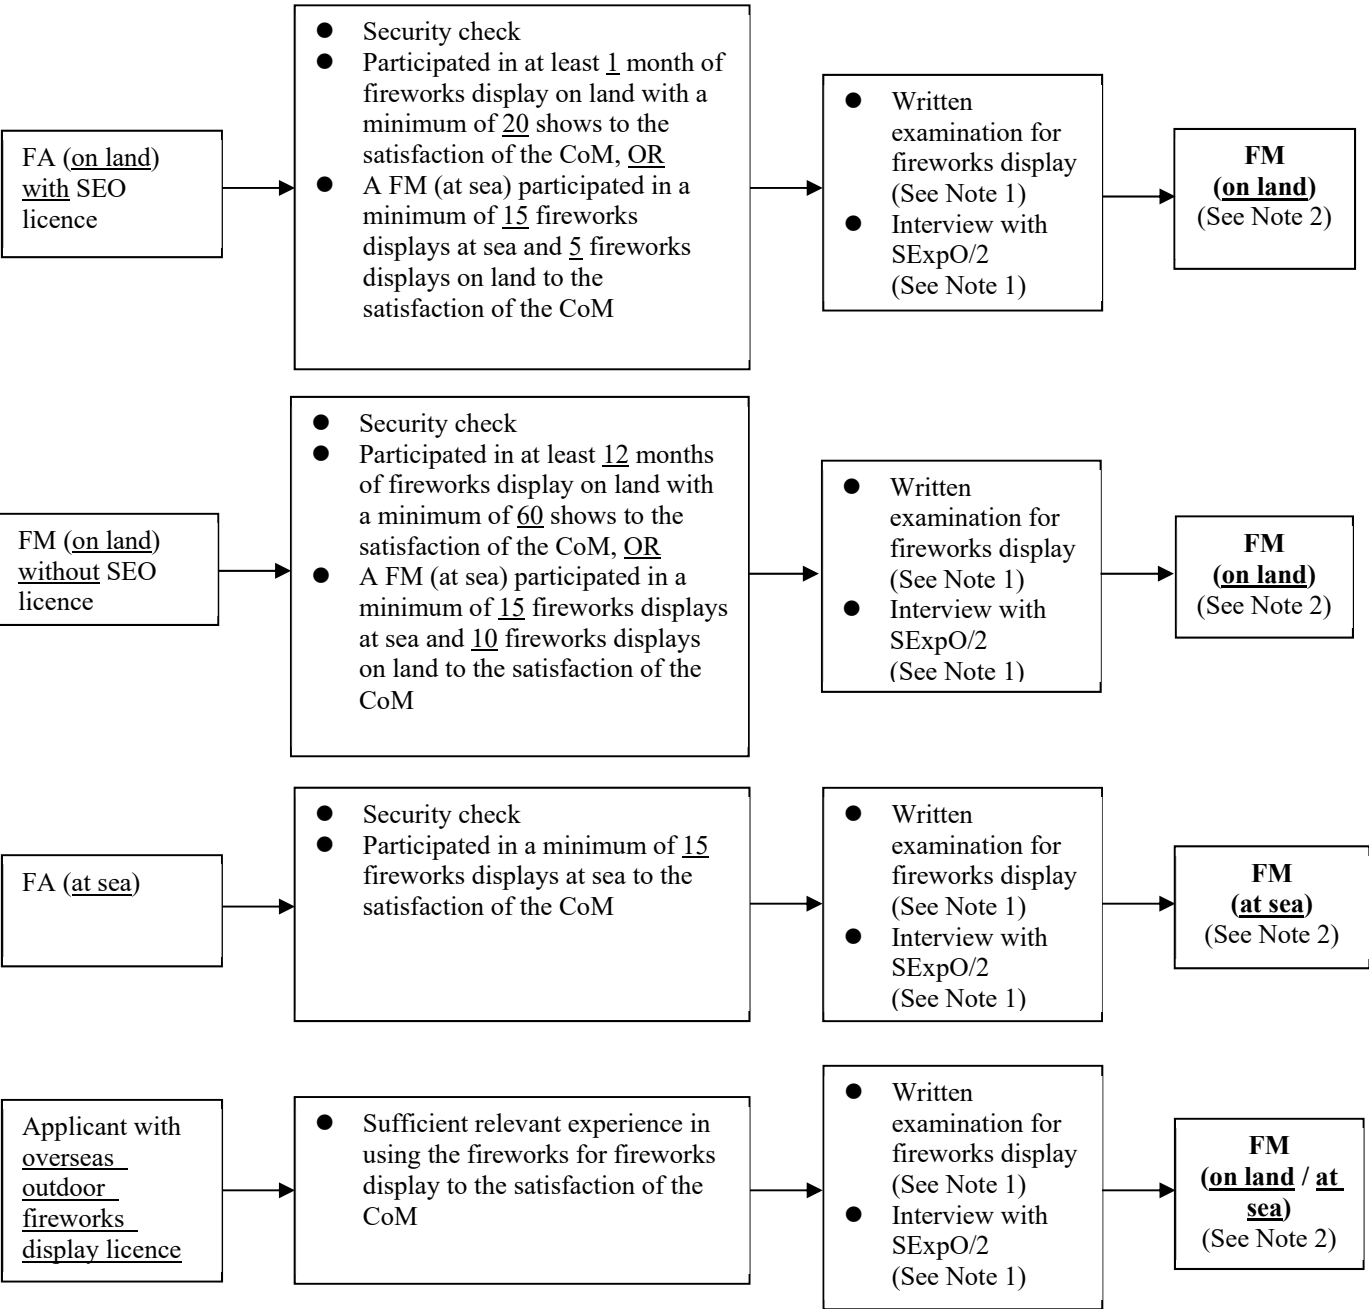 FA (on land)
with SEO
licence
● Security check
● Participated in at least 1 month of
fireworks display on land with a
minimum of 20 shows to the
satisfaction of the CoM, OR
● A FM (at sea) participated in a
minimum of 15 fireworks
displays at sea and 5 fireworks
displays on land to the
satisfaction of the CoM
● Written
examination for
fireworks display
(See Note 1)
● Interview with
SExpO/2
(See Note 1)
FM
(on land)
(See Note 2)
FM (on land)
without SEO
licence
● Security check
● Participated in at least 12 months
of fireworks display on land with
a minimum of 60 shows to the
satisfaction of the CoM, OR
● A FM (at sea) participated in a
minimum of 15 fireworks displays
at sea and 10 fireworks displays
on land to the satisfaction of the
CoM
● Written
examination for
fireworks display
(See Note 1)
● Interview with
SExpO/2
(See Note 1)
FM
(on land)
(See Note 2)
FA (at sea)
● Security check
● Participated in a minimum of 15
fireworks displays at sea to the
satisfaction of the CoM
● Written
examination for
fireworks display
(See Note 1)
● Interview with
SExpO/2
(See Note 1)
FM
(at sea)
(See Note 2)
Applicant with
overseas
outdoor
fireworks
display licence
● Sufficient relevant experience in
using the fireworks for fireworks
display to the satisfaction of the
CoM
● Written
examination for
fireworks display
(See Note 1)
● Interview with
SExpO/2
(See Note 1)
FM
(on land / at
sea)
(See Note 2)